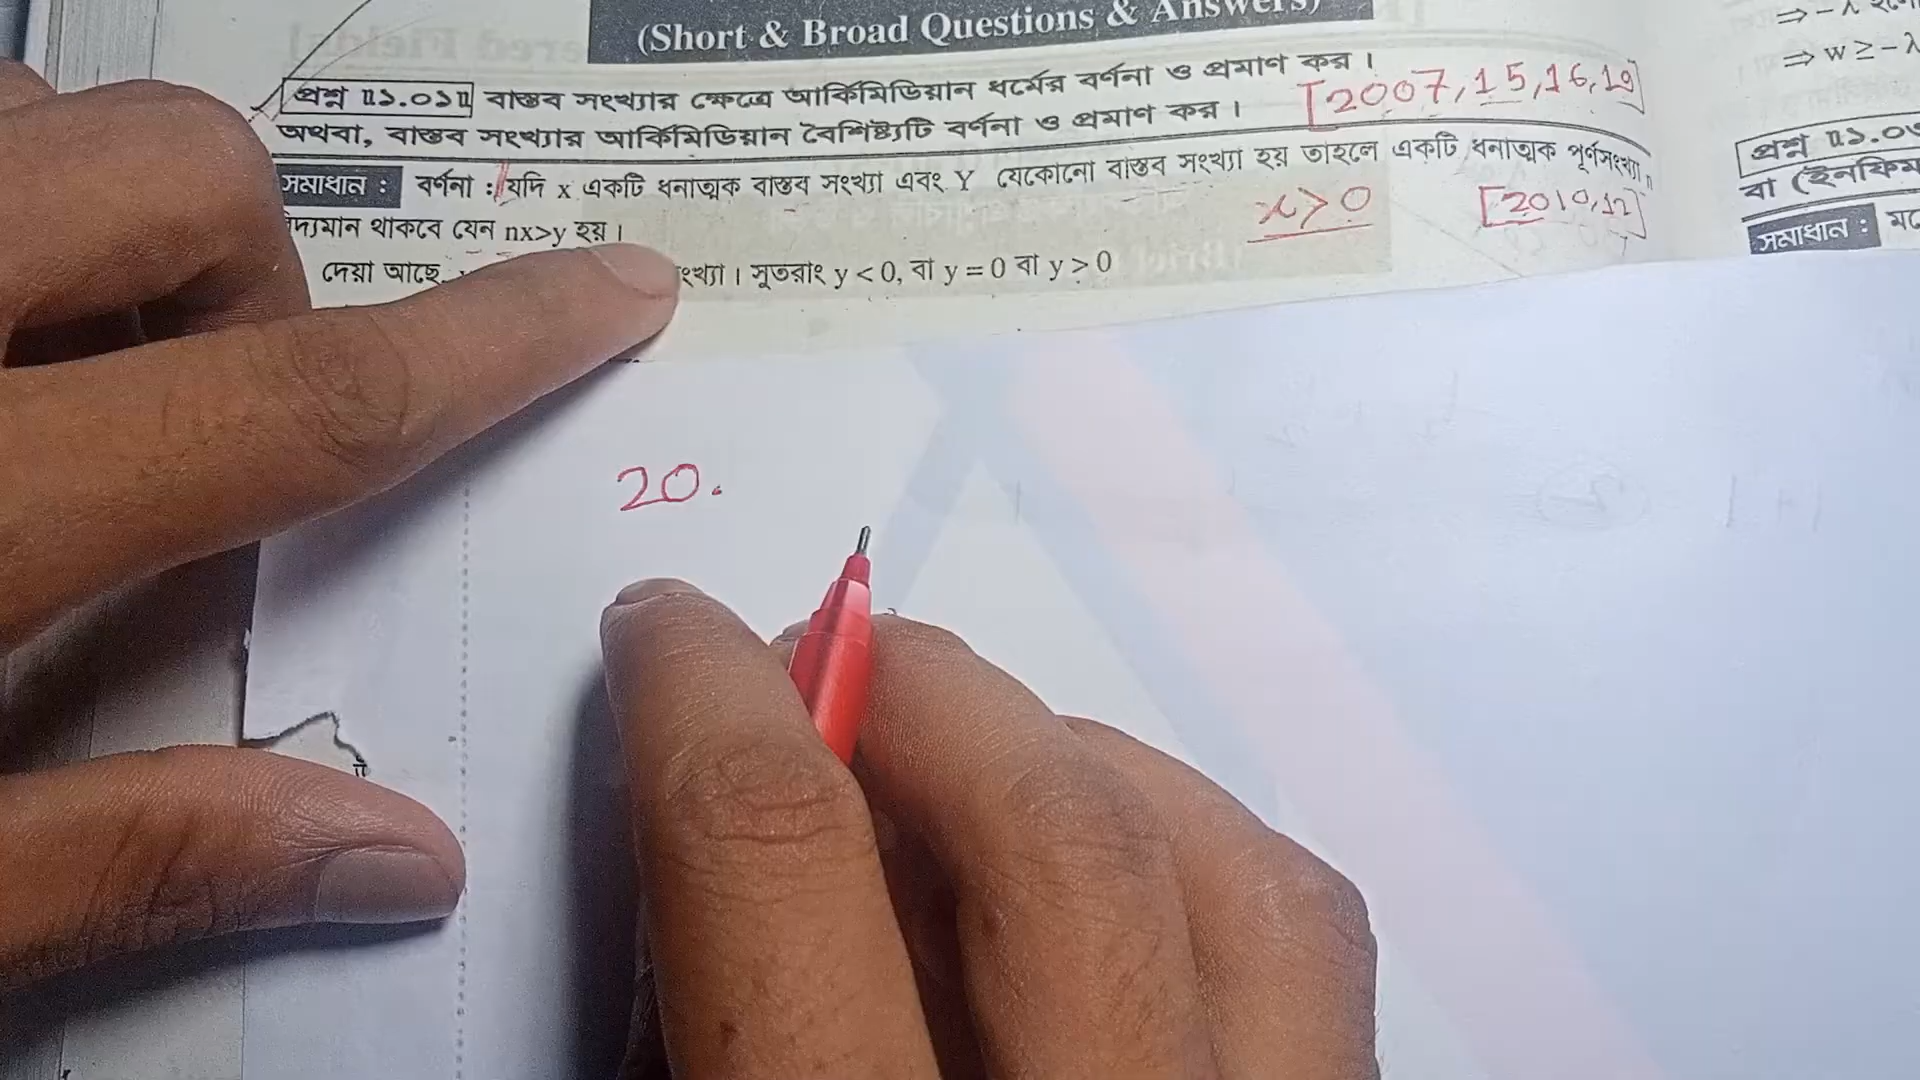 (Short & Broad Questions & Answers)
প্রশ্ন ॥১.০১॥ বাস্তব সংখ্যার ক্ষেত্রে আর্কিমিডিয়ান ধর্মের বর্ণনা ও প্রমাণ কর।
[2007, 15, 16, 19]
অথবা, বাস্তব সংখ্যার আর্কিমিডিয়ান বৈশিষ্ট্যটি বর্ণনা ও প্রমাণ কর।
সমাধান : বর্ণনা : যদি x একটি ধনাত্মক বাস্তব সংখ্যা এবং Y যেকোনো বাস্তব সংখ্যা হয় তাহলে একটি ধনাত্মক পূর্ণসংখ্যা n
থাকবে যেন nx>y হয়।
x > 0
[2010, 12]
দেয়া আছে সুতরাং y < 0, বা y = 0 বা y > 0
20.
⇒ w ≥ − λ
প্রশ্ন ॥১.০
বা (ইনফিম
সমাধান :